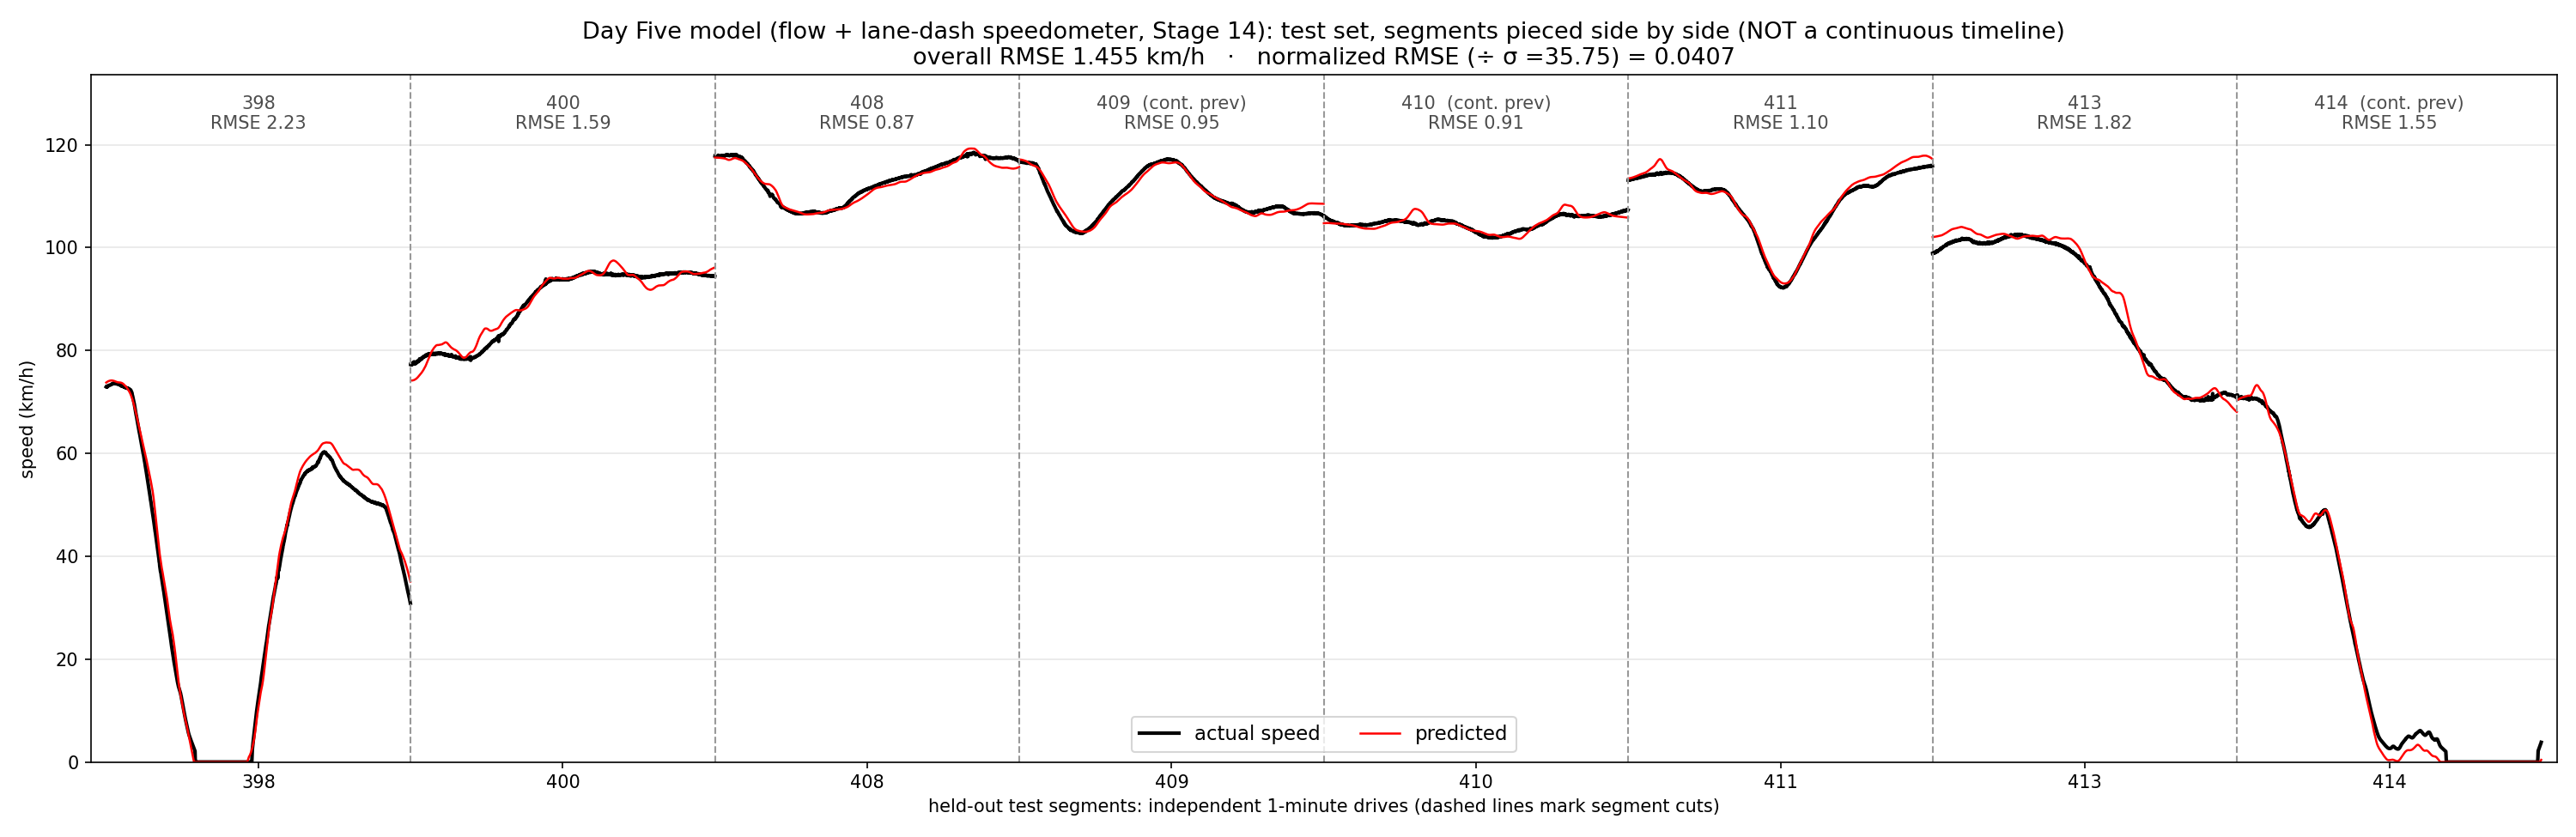 Day Five model (flow + lane-dash speedometer, Stage 14): test set, segments pieced side by side (NOT a continuous timeline)
overall RMSE 1.455 km/h · normalized RMSE (÷ σ =35.75) = 0.0407
398
RMSE 2.23
400
RMSE 1.59
408
RMSE 0.87
409 (cont. prev)
RMSE 0.95
410 (cont. prev)
RMSE 0.91
411
RMSE 1.10
413
RMSE 1.82
414 (cont. prev)
RMSE 1.55
speed (km/h)
120
100
80
60
40
20
0
actual speed
predicted
398
400
408
409
410
411
413
414
held-out test segments: independent 1-minute drives (dashed lines mark segment cuts)